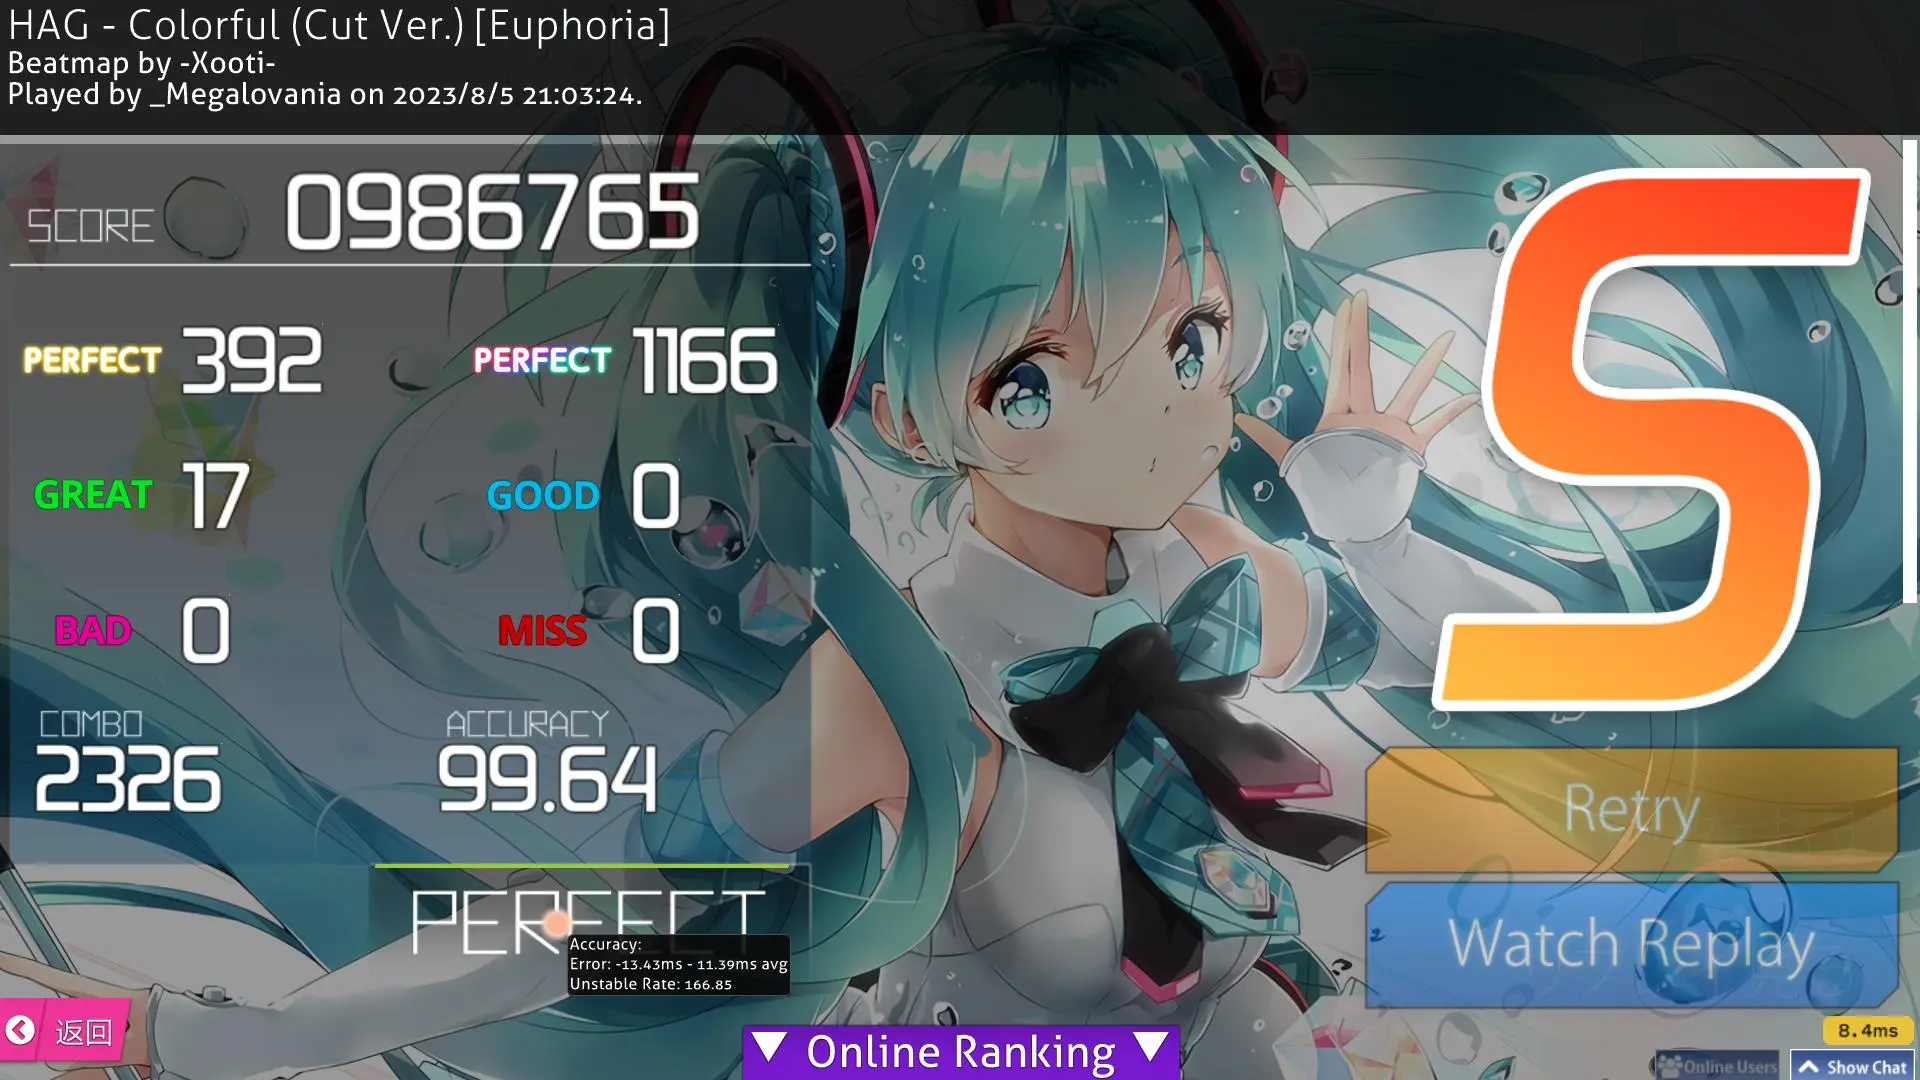 HAG - Colorful (Cut Ver.) [Euphoria]
Beatmap by -Xooti-
Played by _Megalovania on 2023/8/5 21:03:24.
SCORE 0986765
PERFECT 392 PERFECT 1166
GREAT 17 GOOD 0
BAD 0 MISS 0
COMBO ACCURACY
2326 99.64
PERFECT
Accuracy:
Error: -13.43ms - 11.39ms avg
Unstable Rate: 166.85
S
Retry
Watch Replay
返回
Online Ranking
8.4ms
Online Users Show Chat